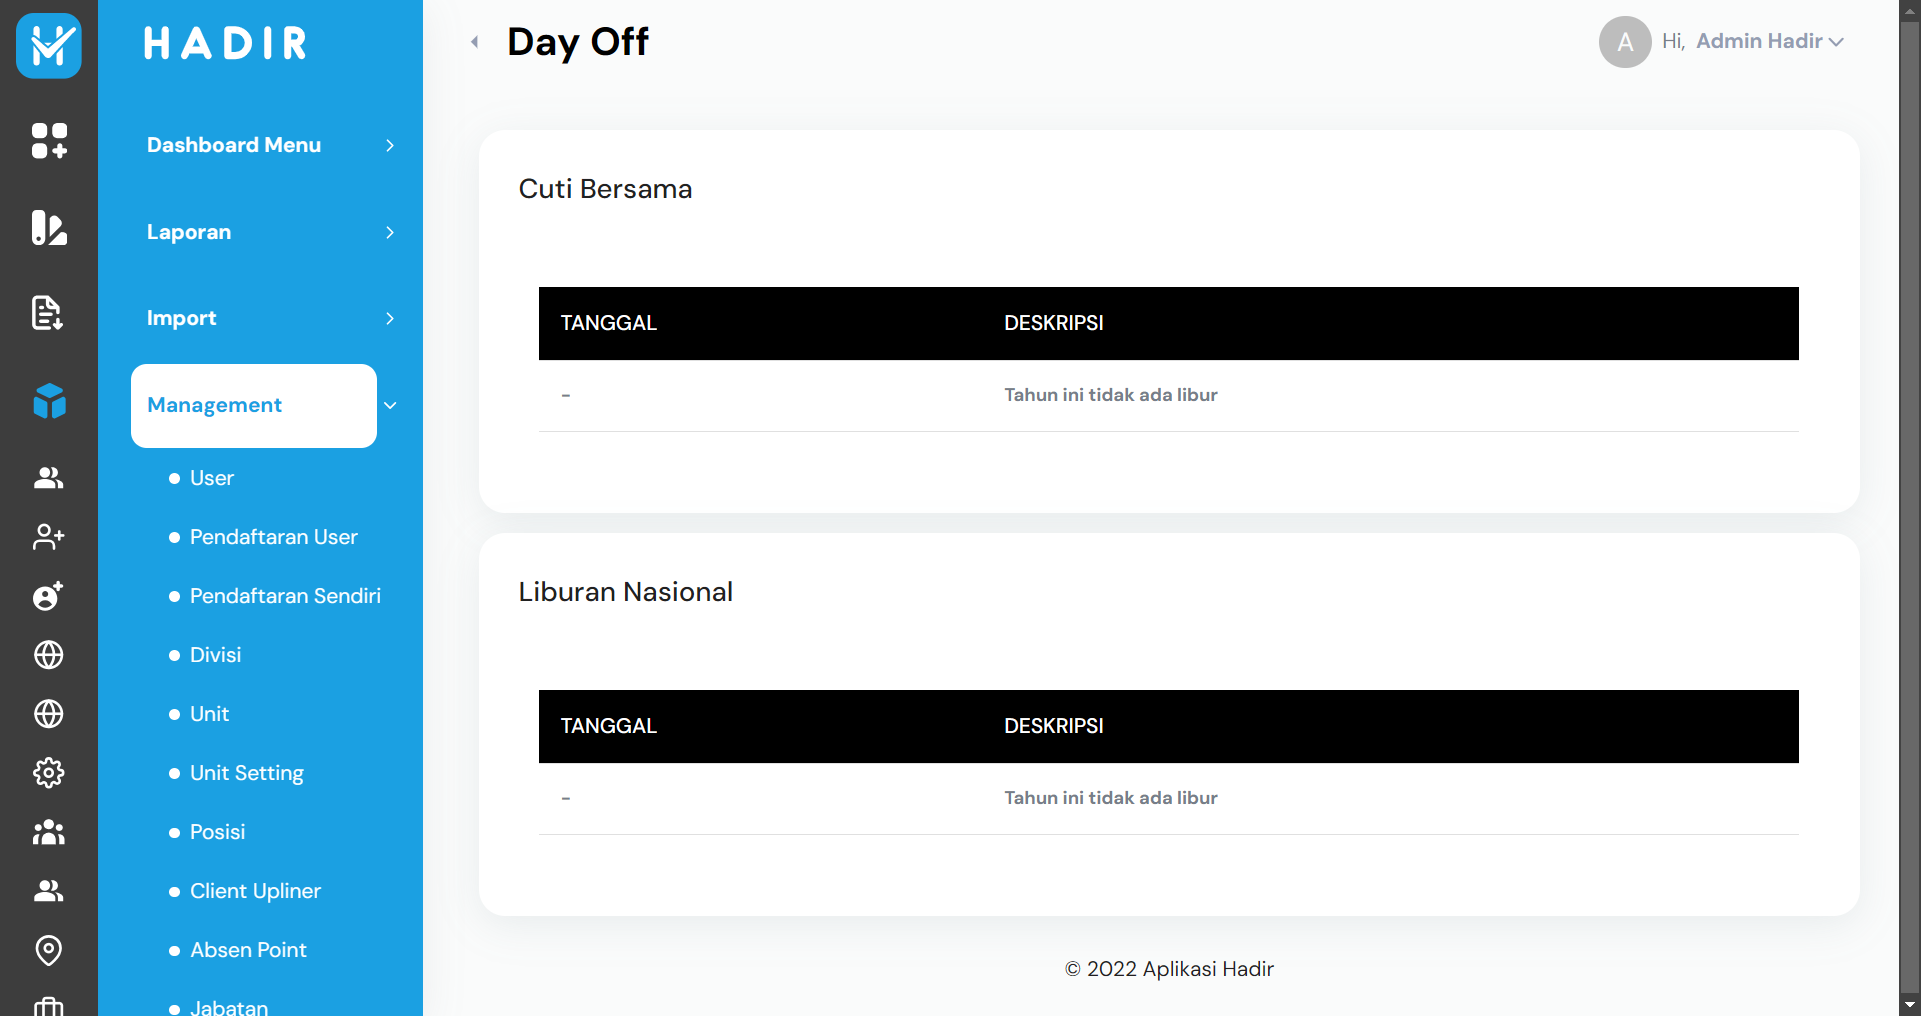 HADIR
Dashboard Menu
Laporan
Import
Management
User
Pendaftaran User
Pendaftaran Sendiri
Divisi
Unit
Unit Setting
Posisi
Client Upliner
Absen Point
Jabatan
Day Off
A
Hi, Admin Hadir
Cuti Bersama
TANGGAL DESKRIPSI
- Tahun ini tidak ada libur
Liburan Nasional
TANGGAL DESKRIPSI
- Tahun ini tidak ada libur
© 2022 Aplikasi Hadir